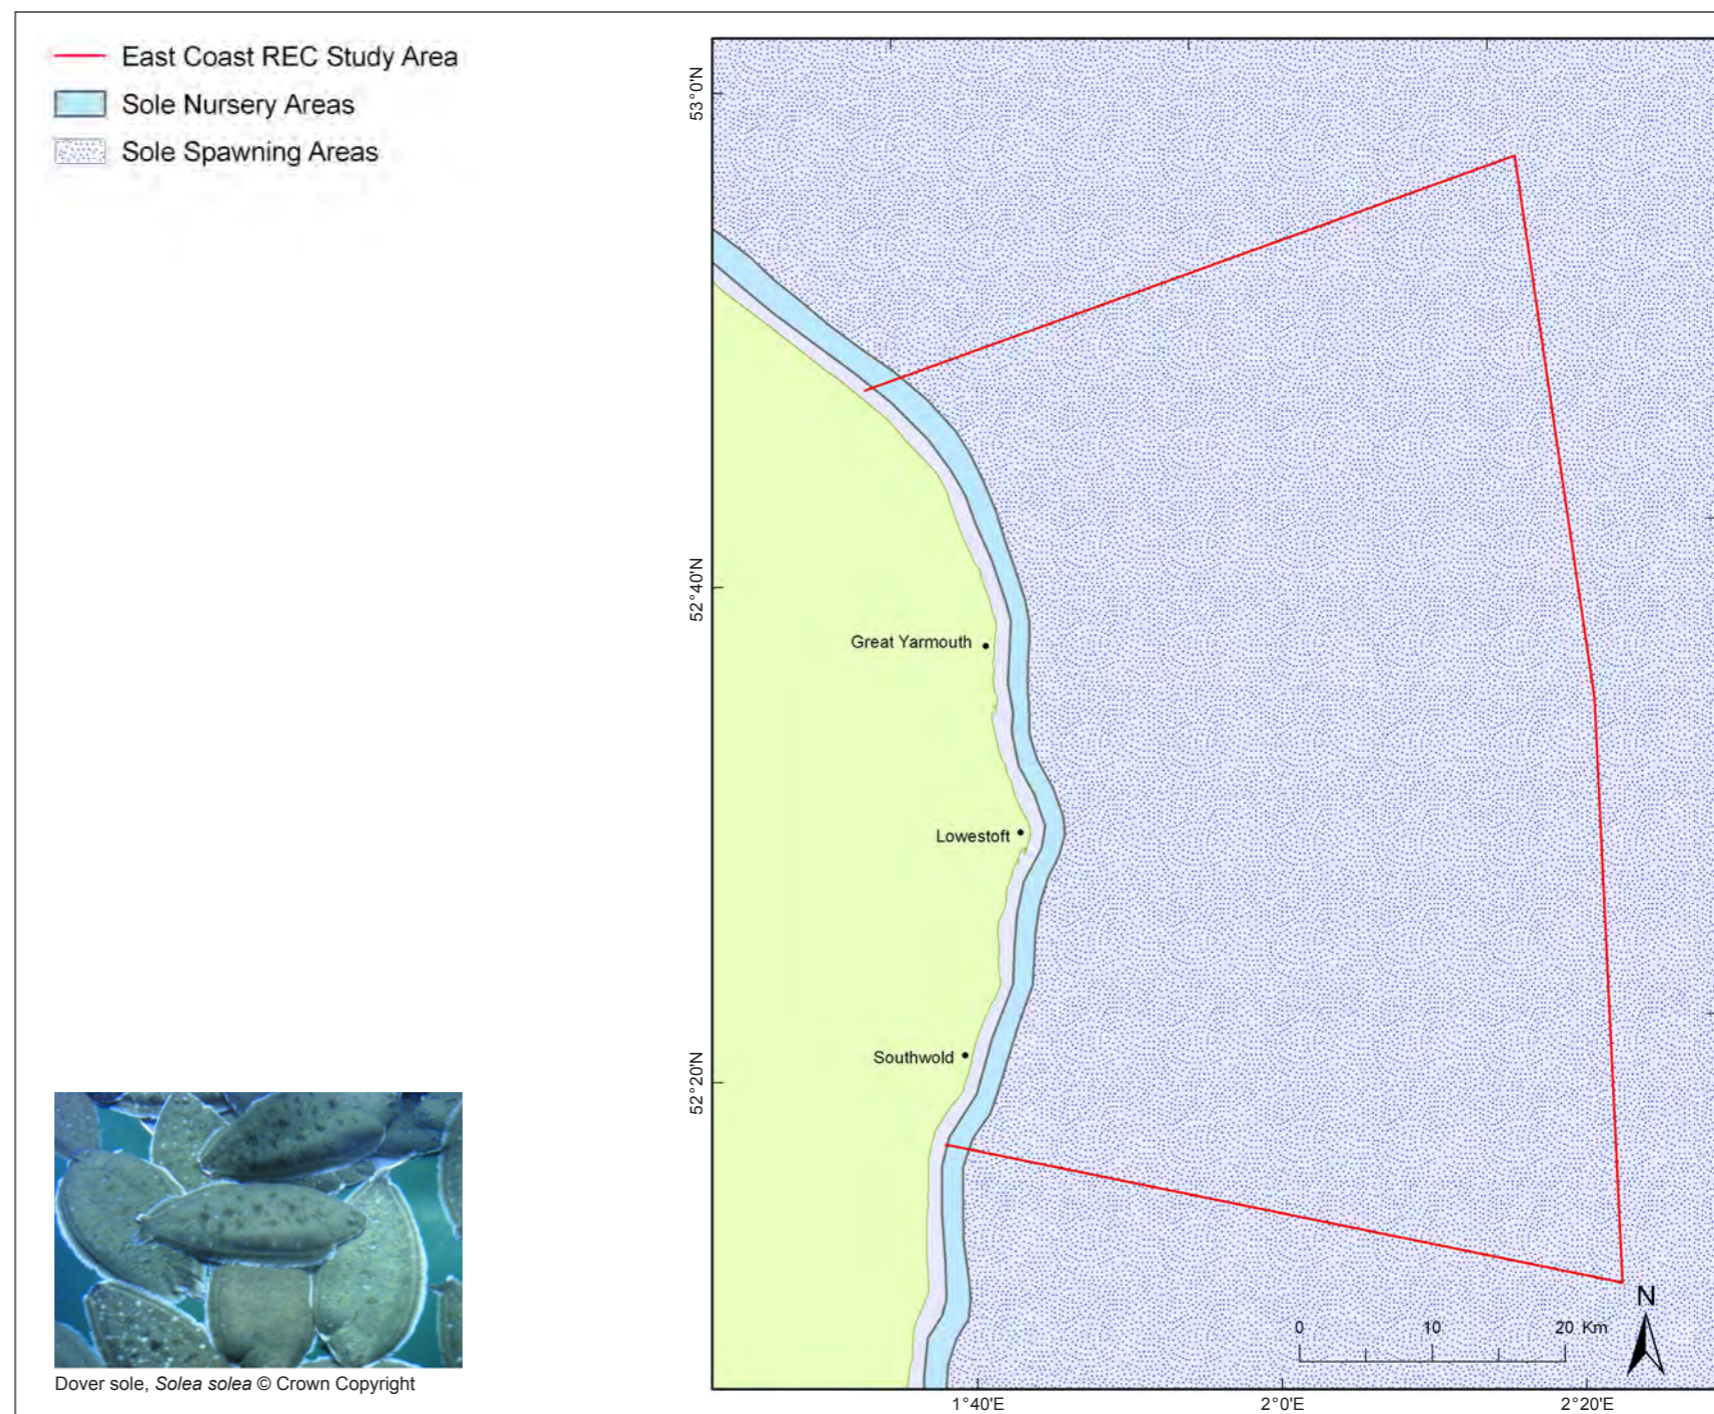 East Coast REC Study Area
Sole Nursery Areas
Sole Spawning Areas
53°0'N
52°40'N
Great Yarmouth
Lowestoft
52°20'N
Southwold
N
0 10 20 Km
1°40'E 2°0'E 2°20'E
Dover sole, Solea solea © Crown Copyright